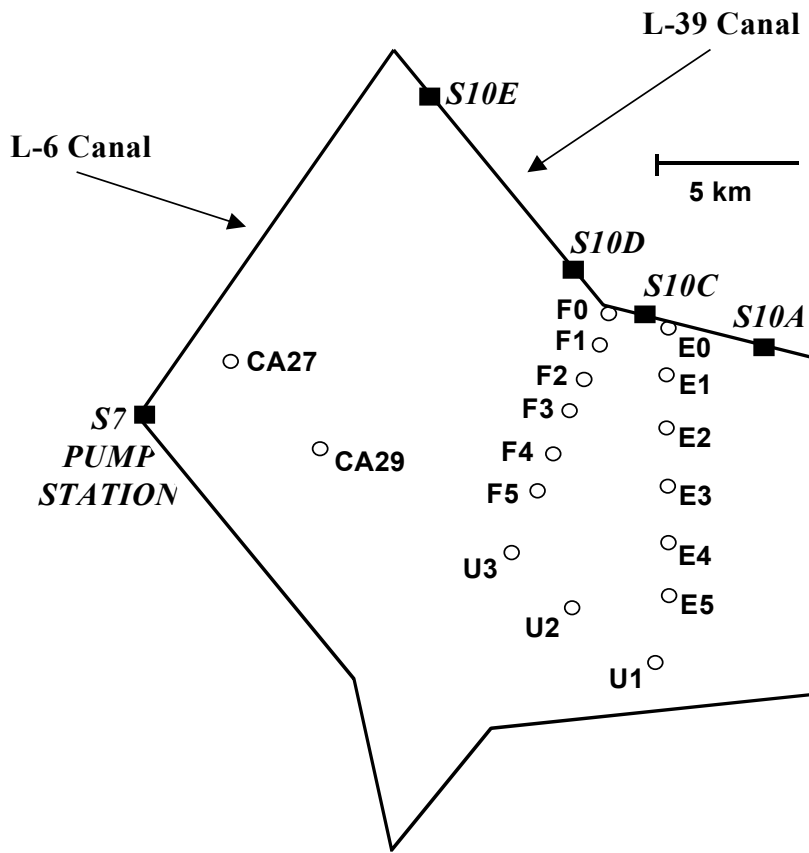 L-39 Canal
S10E
L-6 Canal
5 km
S10D
S10C
F0
S10A
F1
E0
CA27
F2
E1
F3
S7
PUMP
STATION
E2
F4
CA29
F5
E3
U3
E4
E5
U2
U1